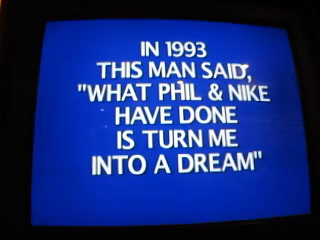 IN 1993
THIS MAN SAID,
"WHAT PHIL & NIKE
HAVE DONE
IS TURN ME
INTO A DREAM"